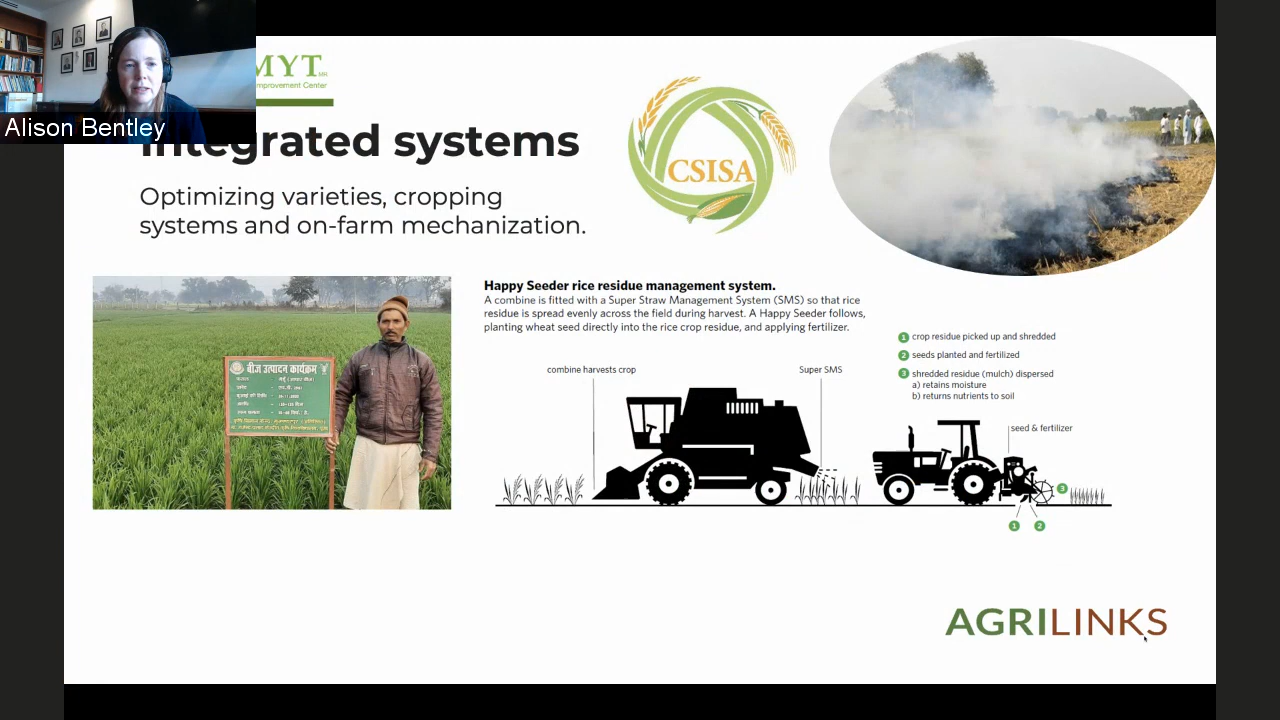 Alison Bentley
MYT
mprovement Center
Integrated systems
Optimizing varieties, cropping
systems and on-farm mechanization.
CSISA
बीज उत्पादन कार्यक्रम
Happy Seeder rice residue management system.
A combine is fitted with a Super Straw Management System (SMS) so that rice
residue is spread evenly across the field during harvest. A Happy Seeder follows,
planting wheat seed directly into the rice crop residue, and applying fertilizer.
combine harvests crop
Super SMS
1 crop residue picked up and shredded
2 seeds planted and fertilized
3 shredded residue (mulch) dispersed
a) retains moisture
b) returns nutrients to soil
seed & fertilizer
3
1
2
AGRILINKS